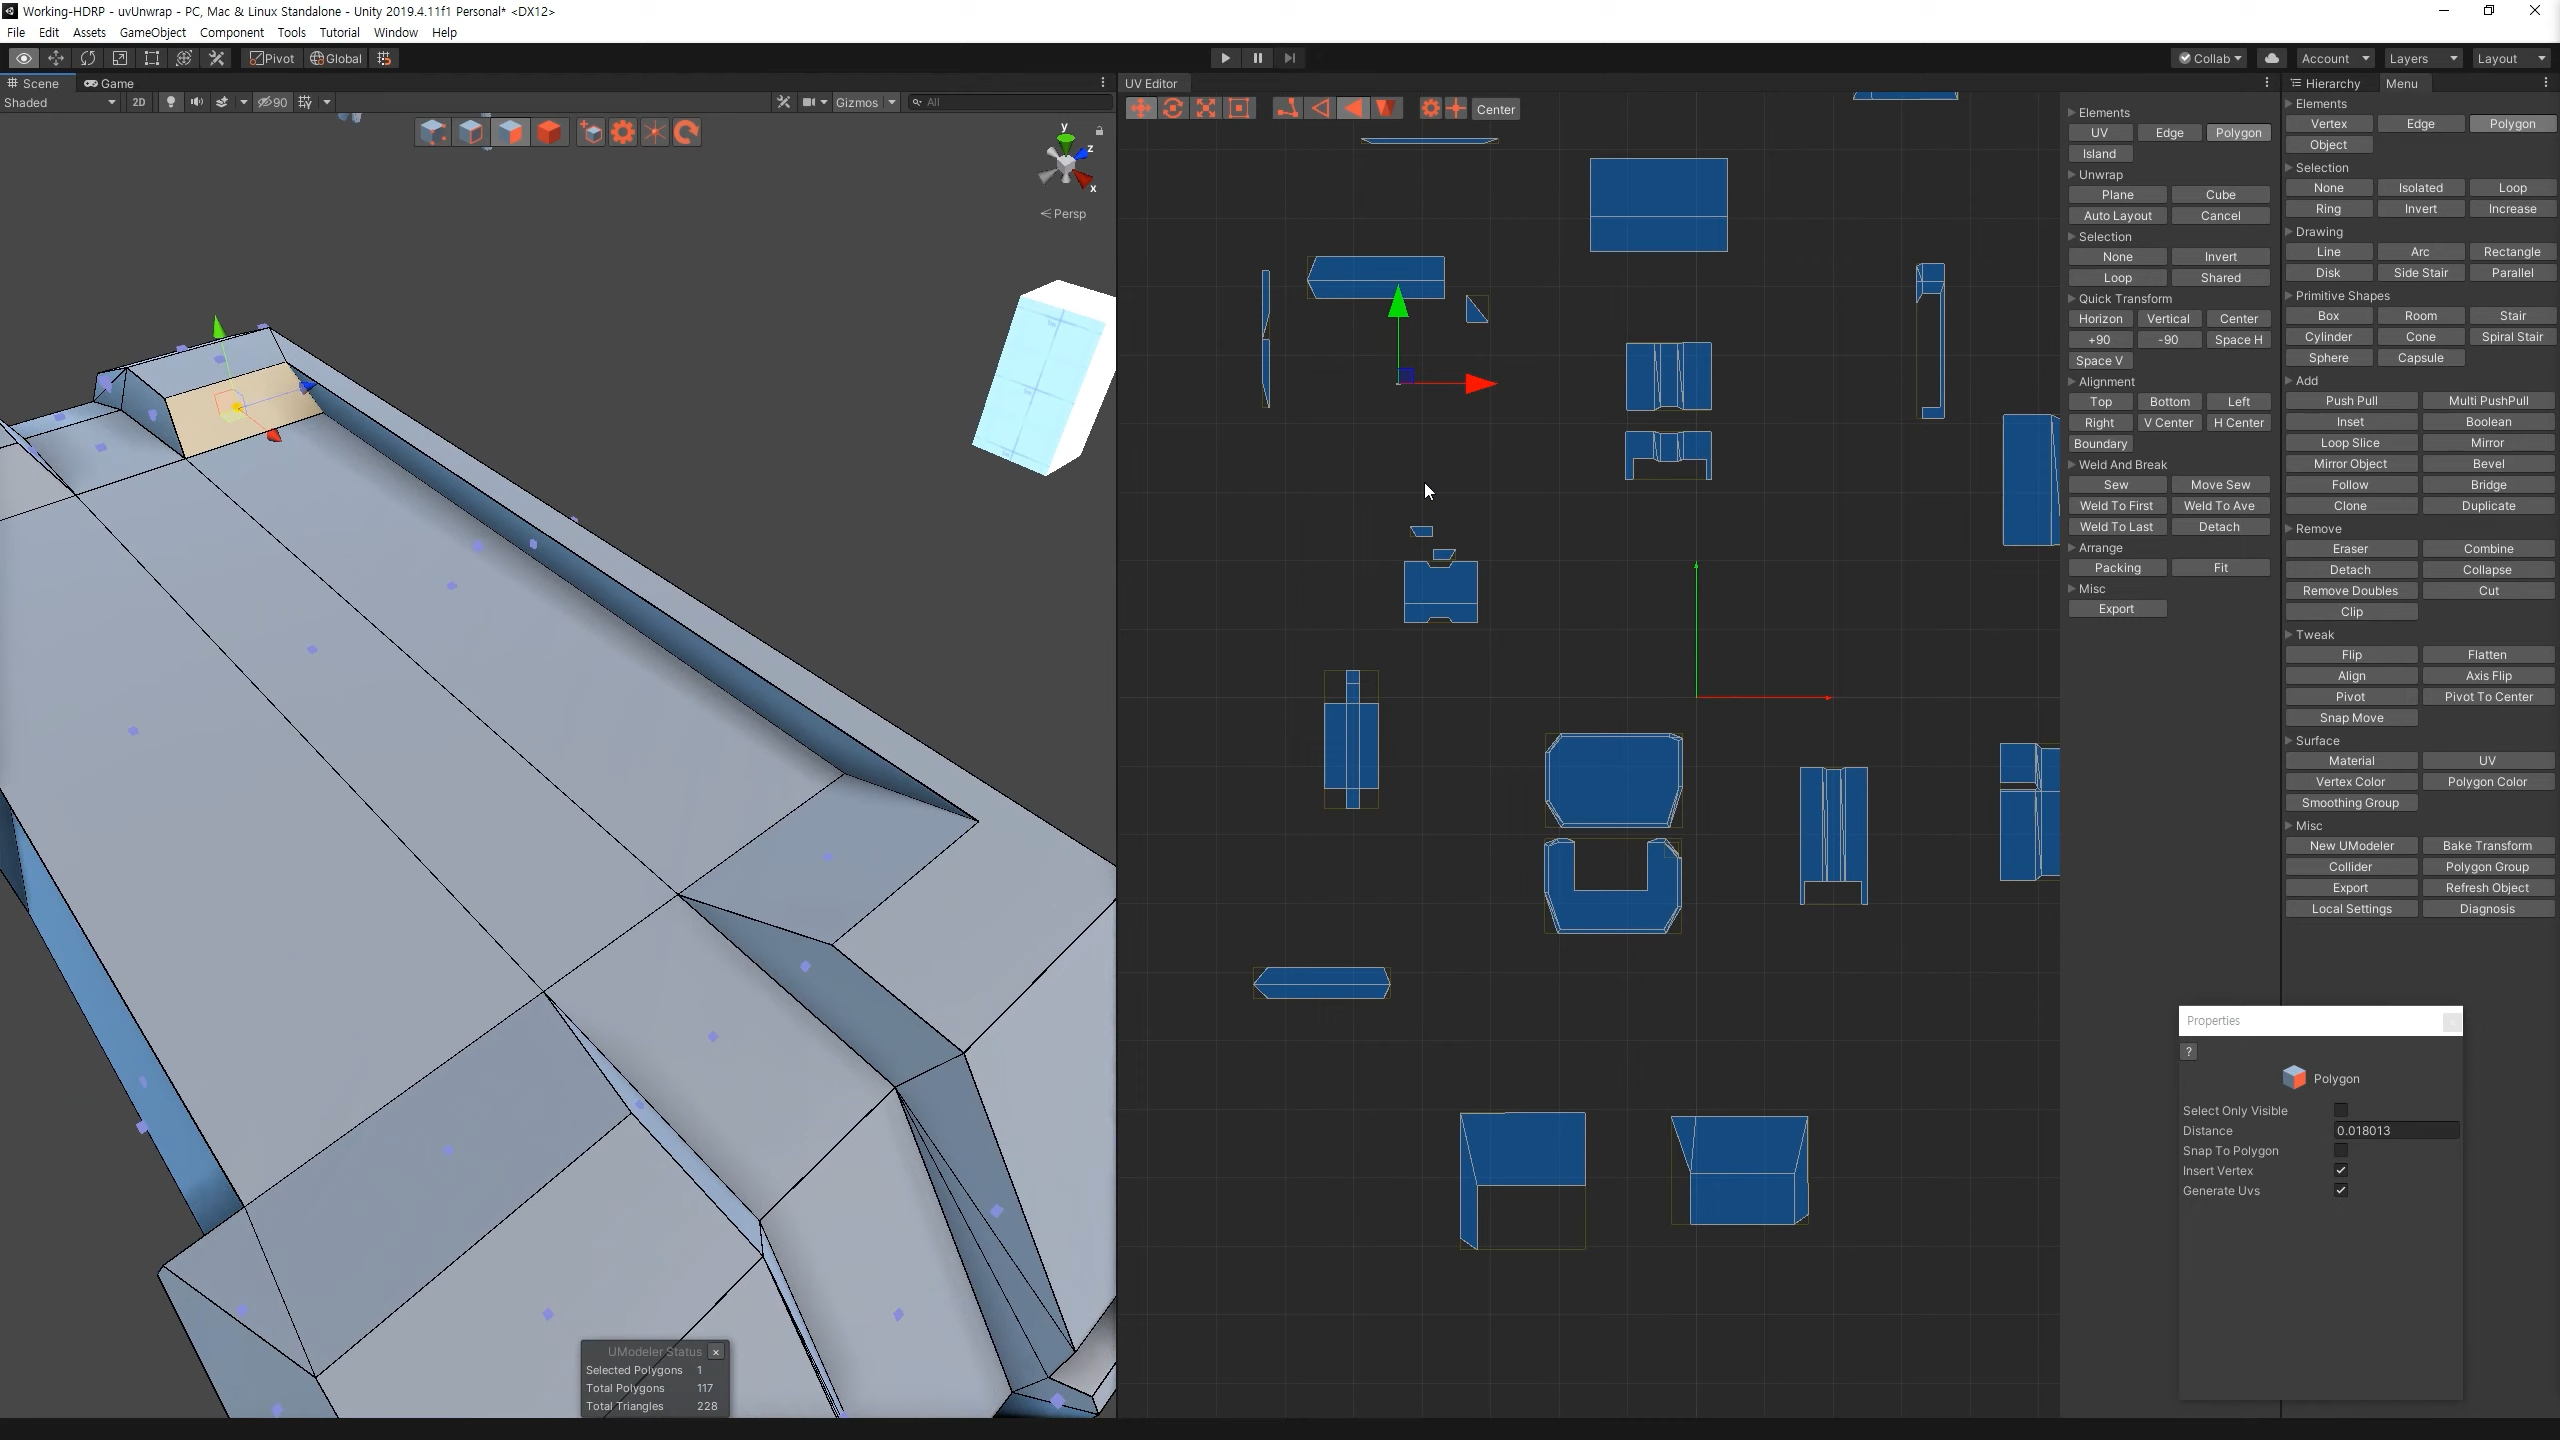 Working-HDRP - uvUnwrap - PC, Mac & Linux Standalone - Unity 2019.4.11f1 Personal* <DX12>
File Edit Assets GameObject Component Tools Tutorial Window Help
Pivot Global Collab Account Layers Layout
Scene Game
Shaded 2D 90 Gizmos All
y
z
x
Persp
UV Editor
Center
Elements
UV Edge Polygon
Island
Unwrap
Plane Cube
Auto Layout Cancel
Selection
None Invert
Loop Shared
Quick Transform
Horizon Vertical Center
+90 -90 Space H
Space V
Alignment
Top Bottom Left
Right V Center H Center
Boundary
Weld And Break
Sew Move Sew
Weld To First Weld To Ave
Weld To Last Detach
Arrange
Packing Fit
Misc
Export
Hierarchy Menu
Elements
Vertex Edge Polygon
Object
Selection
None Isolated Loop
Ring Invert Increase
Drawing
Line Arc Rectangle
Disk Side Stair Parallel
Primitive Shapes
Box Room Stair
Cylinder Cone Spiral Stair
Sphere Capsule
Add
Push Pull Multi PushPull
Inset Boolean
Loop Slice Mirror
Mirror Object Bevel
Follow Bridge
Clone Duplicate
Remove
Eraser Combine
Detach Collapse
Remove Doubles Cut
Clip
Tweak
Flip Flatten
Align Axis Flip
Pivot Pivot To Center
Snap Move
Surface
Material UV
Vertex Color Polygon Color
Smoothing Group
Misc
New UModeler Bake Transform
Collider Polygon Group
Export Refresh Object
Local Settings Diagnosis
Properties
?
Polygon
Select Only Visible
Distance 0.018013
Snap To Polygon
Insert Vertex
Generate Uvs
UModeler Status
Selected Polygons 1
Total Polygons 117
Total Triangles 228